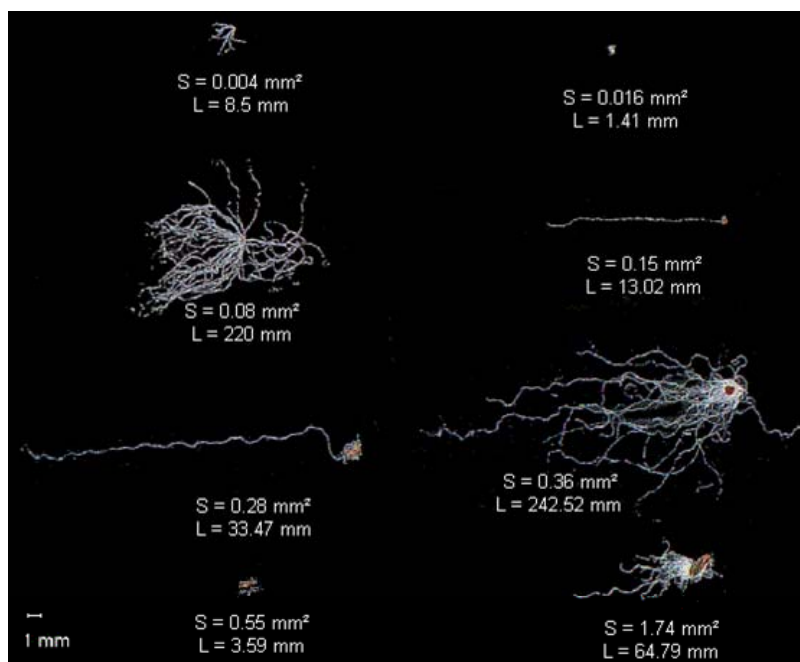 S = 0.004 mm²
L = 8.5 mm
S = 0.016 mm²
L = 1.41 mm
S = 0.08 mm²
L = 220 mm
S = 0.15 mm²
L = 13.02 mm
S = 0.28 mm²
L = 33.47 mm
S = 0.36 mm²
L = 242.52 mm
S = 0.55 mm²
L = 3.59 mm
S = 1.74 mm²
L = 64.79 mm
1 mm